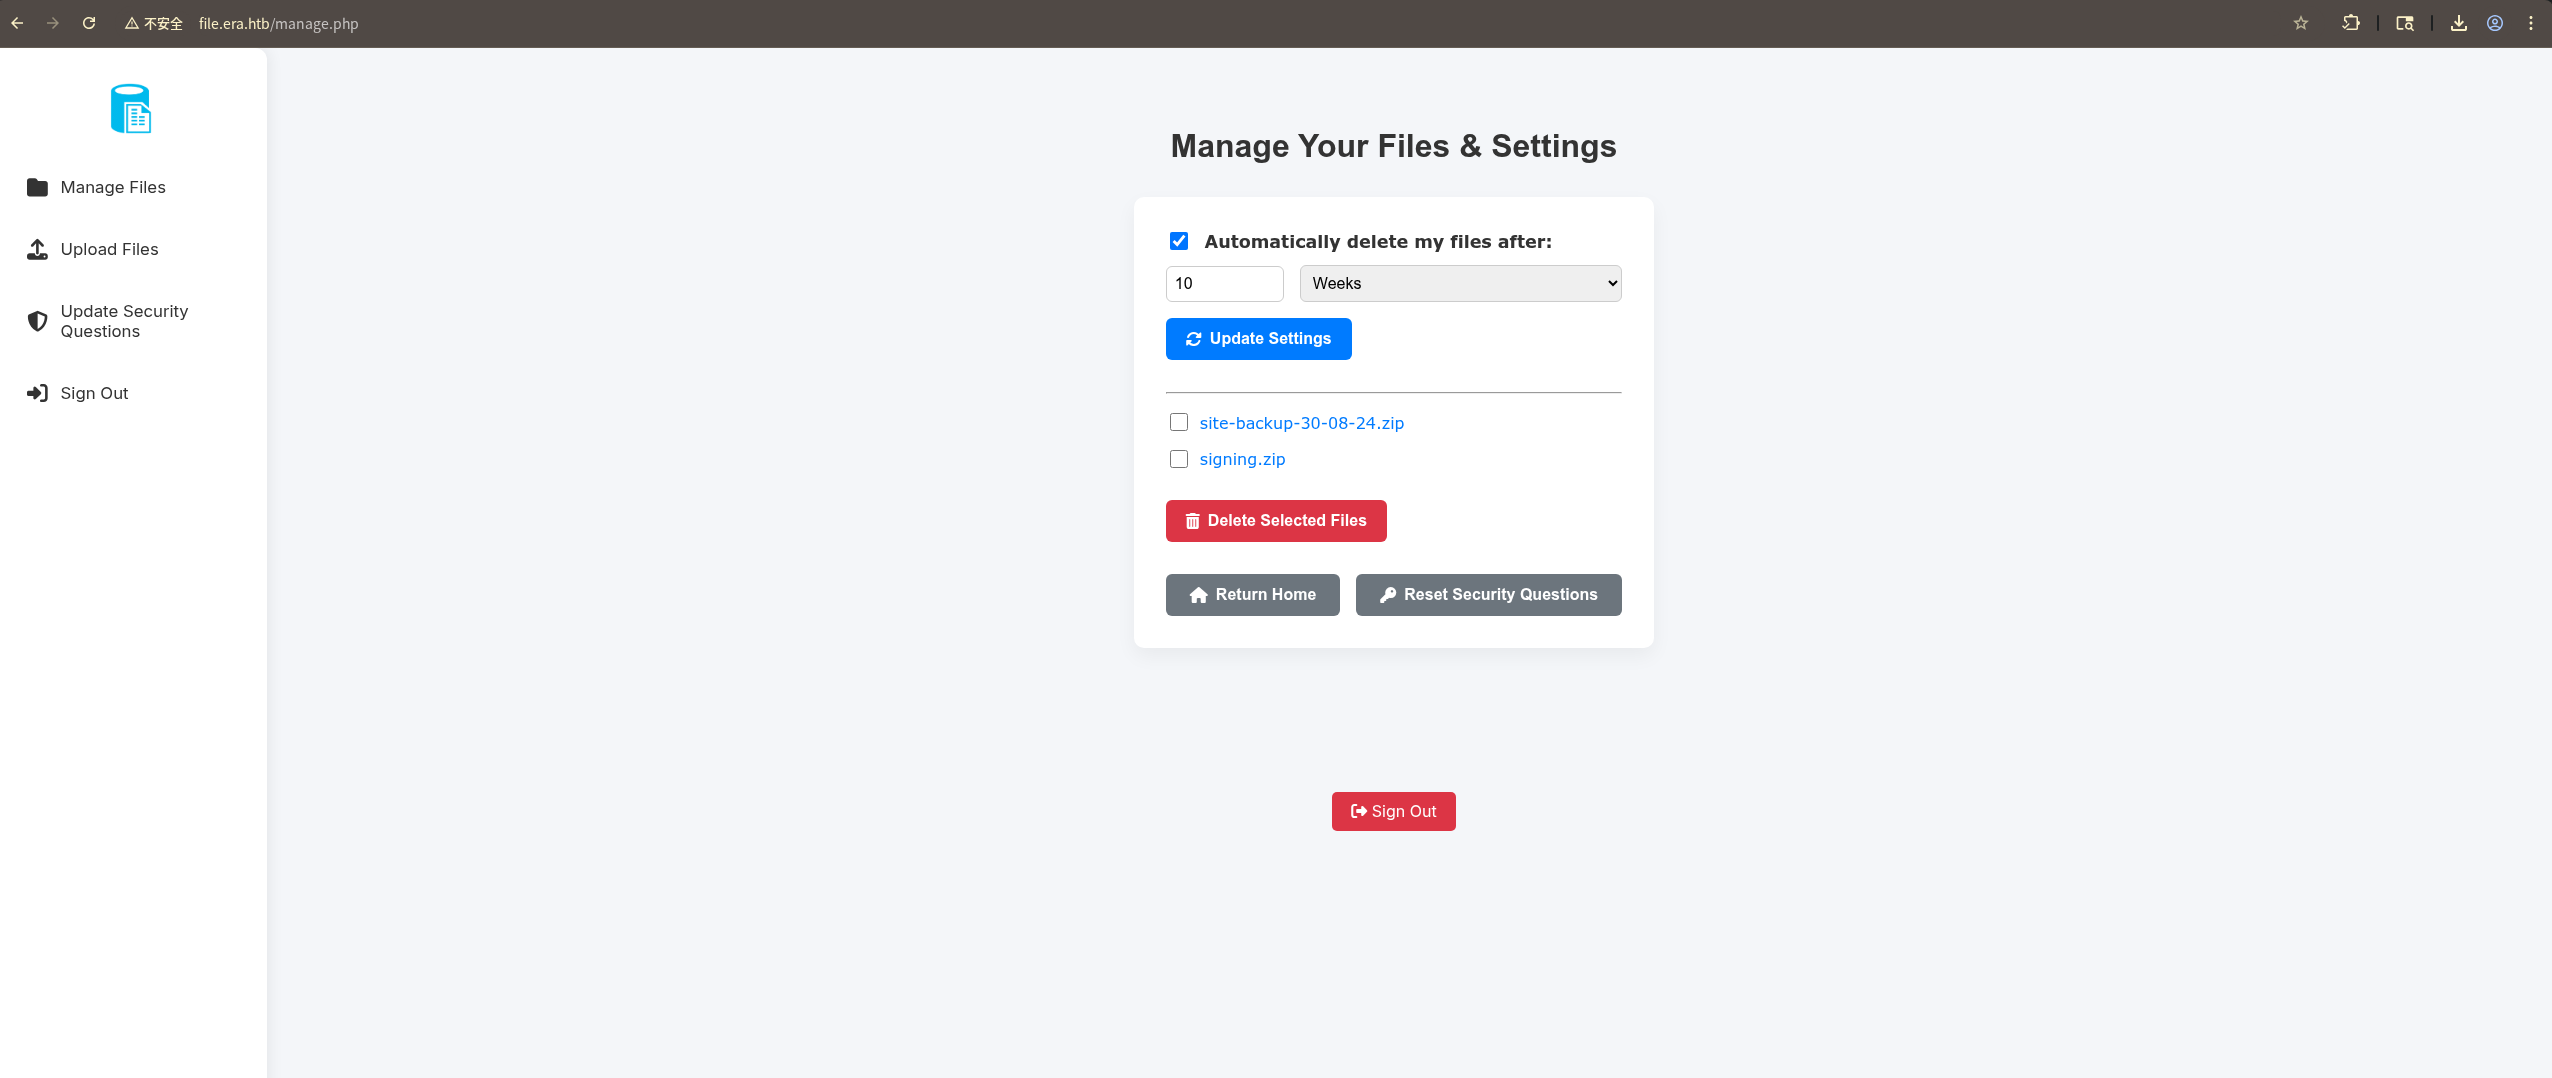 不安全 file.era.htb/manage.php
Manage Files
Upload Files
Update Security
Questions
Sign Out
Manage Your Files & Settings
Automatically delete my files after:
10 Weeks
Update Settings
site-backup-30-08-24.zip
signing.zip
Delete Selected Files
Return Home Reset Security Questions
Sign Out